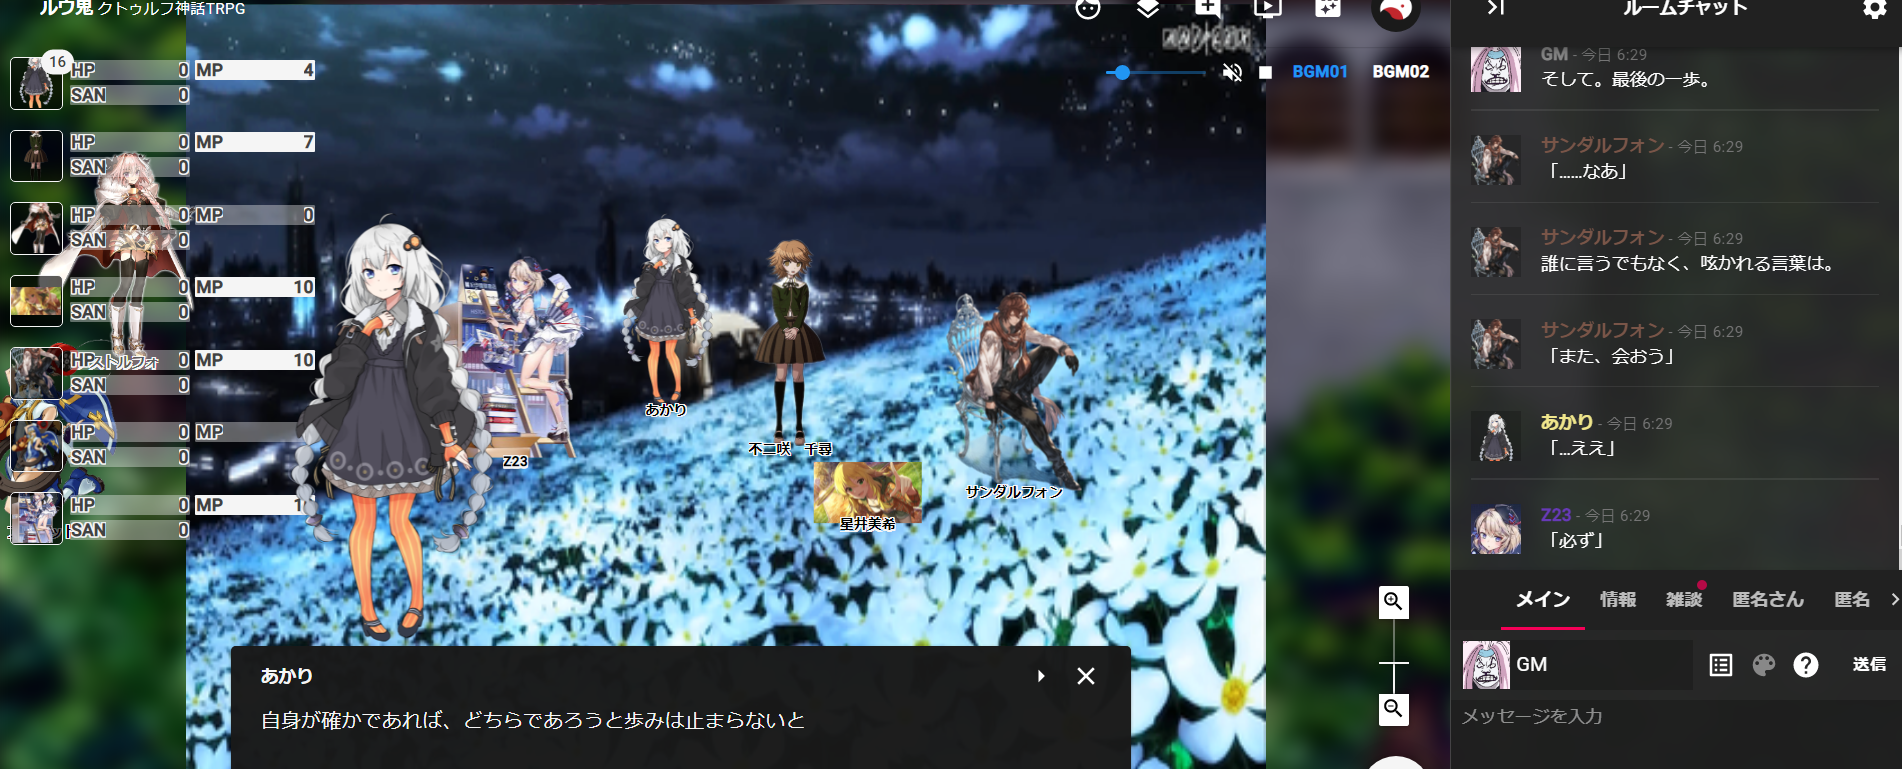 ルウ鬼 クトゥルフ神話TRPG
16
HP 0 MP 4
SAN 0
HP 0 MP 7
SAN 0
HP 0 MP 0
SAN 0
HP 0 MP 10
SAN 0
HP 0 MP 10
SAN 0
ストルフォ
HP 0 MP
SAN 0
HP 0 MP
SAN 0
BGM01 BGM02
Z23
あかり
不二咲 千尋
星井美希
サンダルフォン
あかり
自身が確かであれば、どちらであろうと歩みは止まらないと
ルームチャット
GM - 今日 6:29
そして。最後の一歩。
サンダルフォン - 今日 6:29
「……なあ」
サンダルフォン - 今日 6:29
誰に言うでもなく、呟かれる言葉は。
サンダルフォン - 今日 6:29
「また、会おう」
あかり - 今日 6:29
「…ええ」
Z23 - 今日 6:29
「必ず」
メイン 情報 雑談 匿名さん 匿名
GM 送信
メッセージを入力